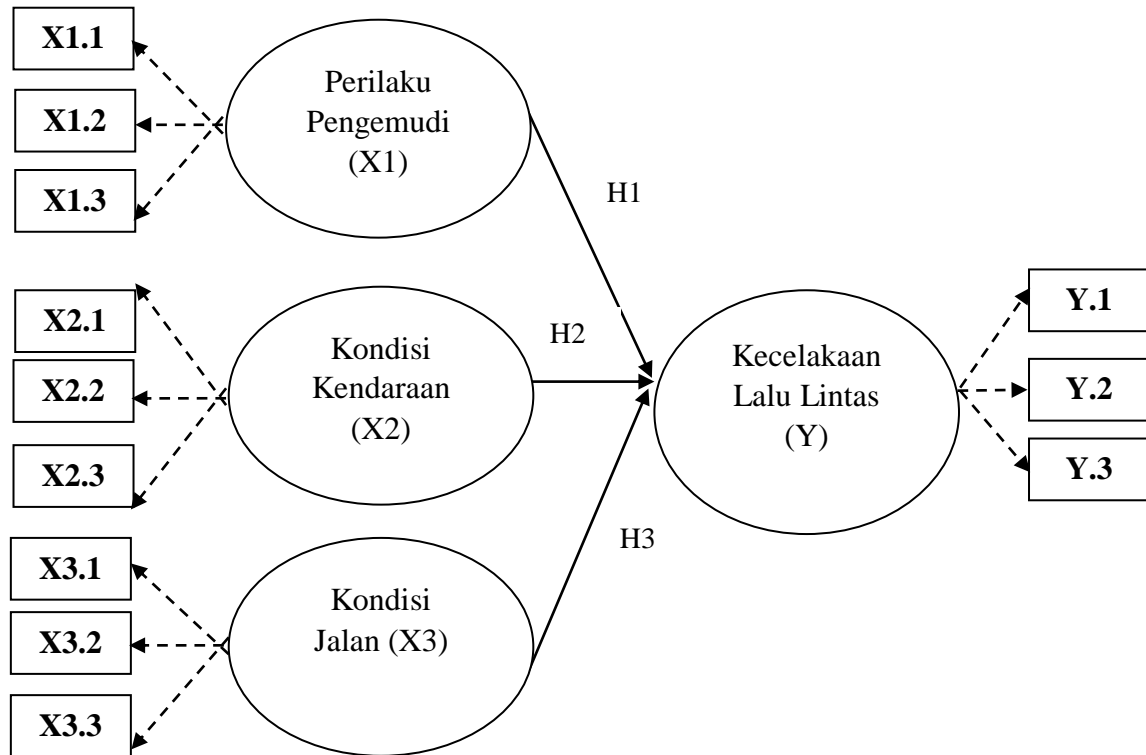 X1.1
X1.2
X1.3
Perilaku
Pengemudi
(X1)
H1
X2.1
X2.2
X2.3
Kondisi
Kendaraan
(X2)
H2
Kecelakaan
Lalu Lintas
(Y)
Y.1
Y.2
Y.3
H3
X3.1
X3.2
X3.3
Kondisi
Jalan (X3)